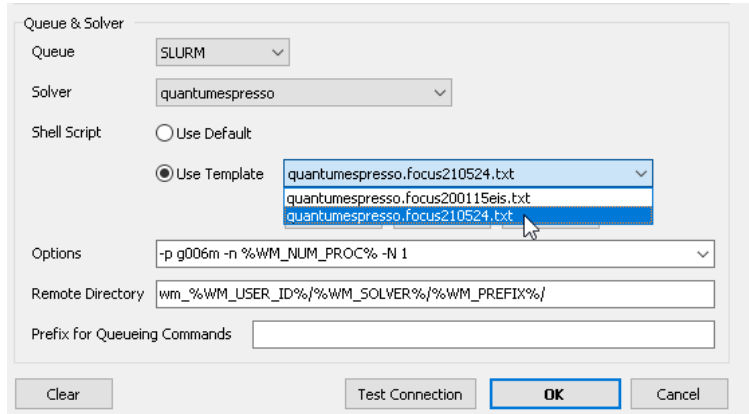 Queue & Solver
Queue SLURM
Solver quantumespresso
Shell Script Use Default
Use Template quantumespresso.focus210524.txt
quantumespresso.focus200115eis.txt
quantumespresso.focus210524.txt
Options -p g006m -n %WM_NUM_PROC% -N 1
Remote Directory wm_%WM_USER_ID%/%WM_SOLVER%/%WM_PREFIX%/
Prefix for Queueing Commands
Clear Test Connection OK Cancel